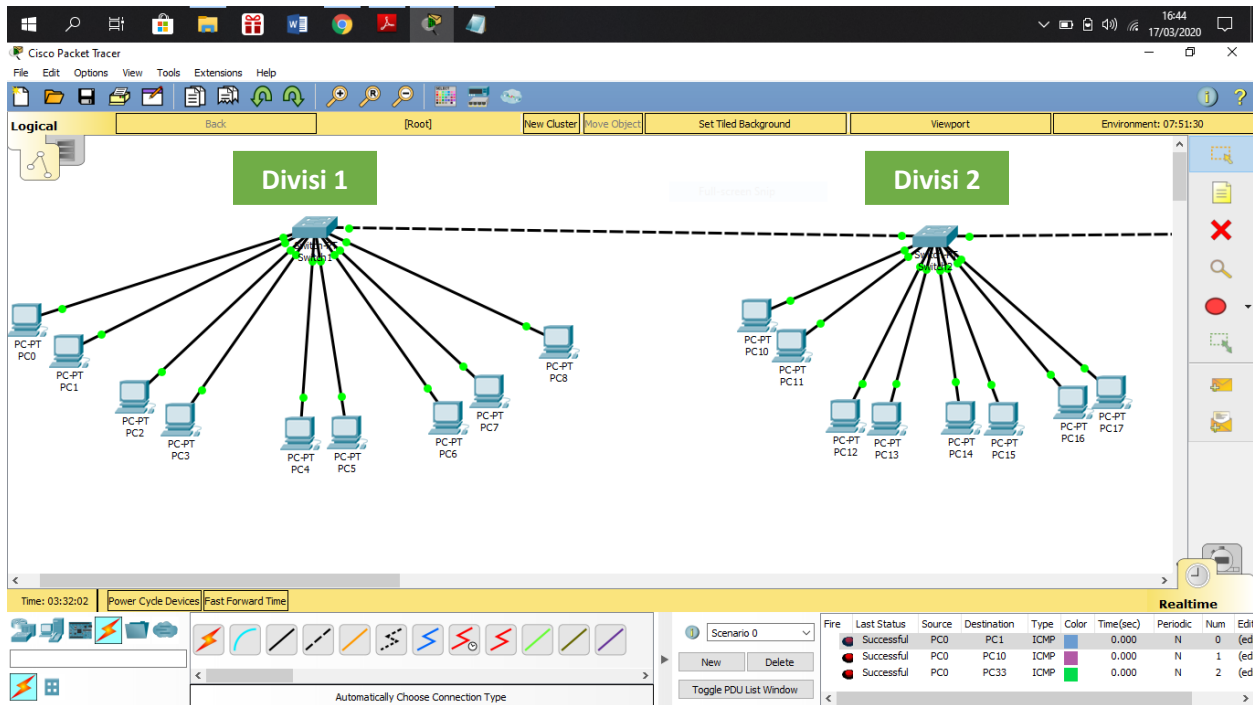 16:44
17/03/2020
Cisco Packet Tracer
File Edit Options View Tools Extensions Help
Logical
Back
[Root]
New Cluster
Move Object
Set Tiled Background
Viewport
Environment: 07:51:30
Divisi 1
Divisi 2
Switch1
Switch2
PC-PT
PC0
PC-PT
PC1
PC-PT
PC2
PC-PT
PC3
PC-PT
PC4
PC-PT
PC5
PC-PT
PC6
PC-PT
PC7
PC-PT
PC8
PC-PT
PC10
PC-PT
PC11
PC-PT
PC12
PC-PT
PC13
PC-PT
PC14
PC-PT
PC15
PC-PT
PC16
PC-PT
PC17
Time: 03:32:02
Power Cycle Devices
Fast Forward Time
Realtime
Automatically Choose Connection Type
Scenario 0
New
Delete
Toggle PDU List Window
Fire Last Status Source Destination Type Color Time(sec) Periodic Num Edit
Successful PC0 PC1 ICMP 0.000 N 0 (ed
Successful PC0 PC10 ICMP 0.000 N 1 (ed
Successful PC0 PC33 ICMP 0.000 N 2 (ed